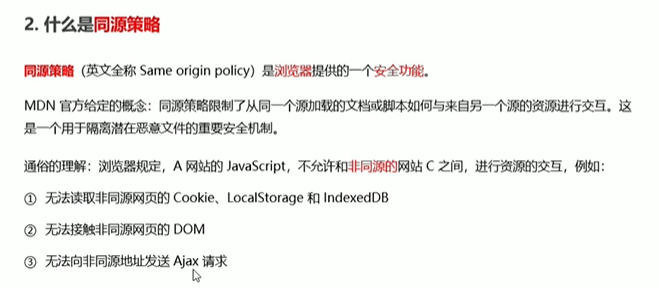 2. 什么是同源策略
同源策略（英文全称 Same origin policy）是浏览器提供的一个安全功能。
MDN 官方给定的概念：同源策略限制了从同一个源加载的文档或脚本如何与来自另一个源的资源进行交互。这
是一个用于隔离潜在恶意文件的重要安全机制。
通俗的理解：浏览器规定，A 网站的 JavaScript，不允许和非同源的网站 C 之间，进行资源的交互，例如：
① 无法读取非同源网页的 Cookie、LocalStorage 和 IndexedDB
② 无法接触非同源网页的 DOM
③ 无法向非同源地址发送 Ajax 请求